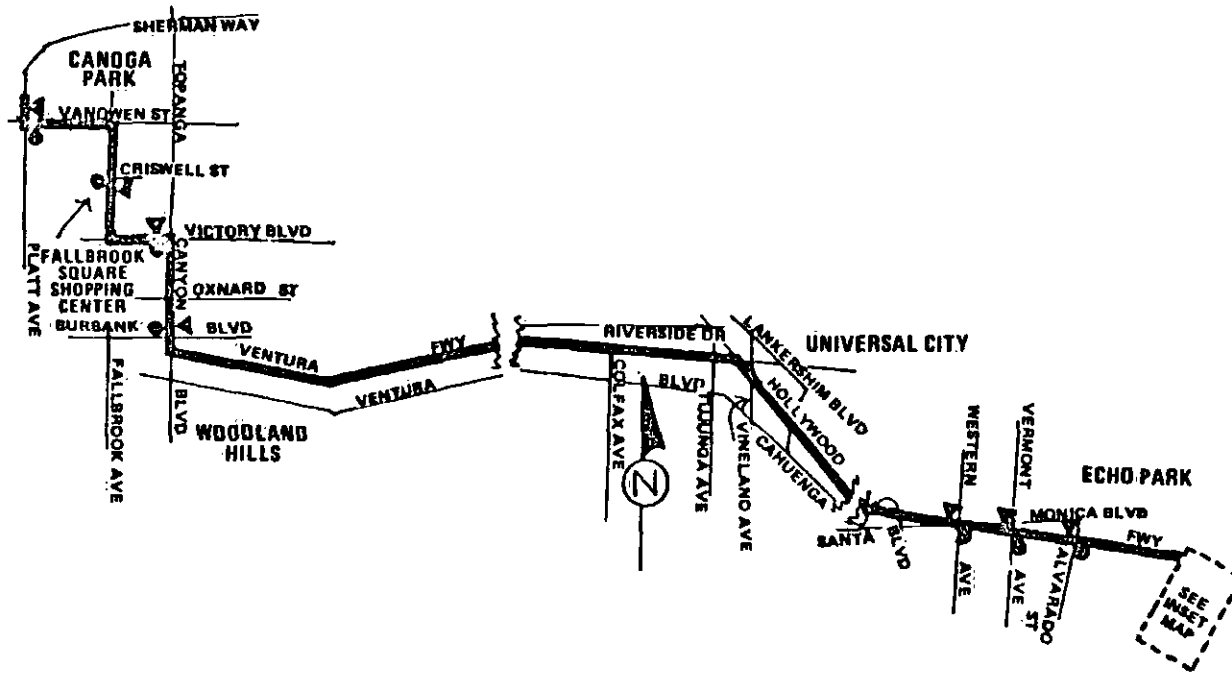 SHERMAN WAY
CANOGA
PARK
TOPANGA
CANYON
BLVD
VANOWEN ST
CRISWELL ST
VICTORY BLVD
PLATT AVE
FALLBROOK
SQUARE
SHOPPING
CENTER
OXNARD ST
BURBANK BLVD
FALLBROOK AVE
VENTURA FWY
VENTURA BLVD
WOODLAND
HILLS
RIVERSIDE DR
COLFAX AVE
TUJUNGA AVE
VINELAND AVE
LANKERSHIM BLVD
UNIVERSAL CITY
HOLLYWOOD FWY
CAHUENGA BLVD
N
SANTA MONICA BLVD
WESTERN AVE
VERMONT AVE
ALVARADO ST
ECHO PARK
SEE
INSET
MAP